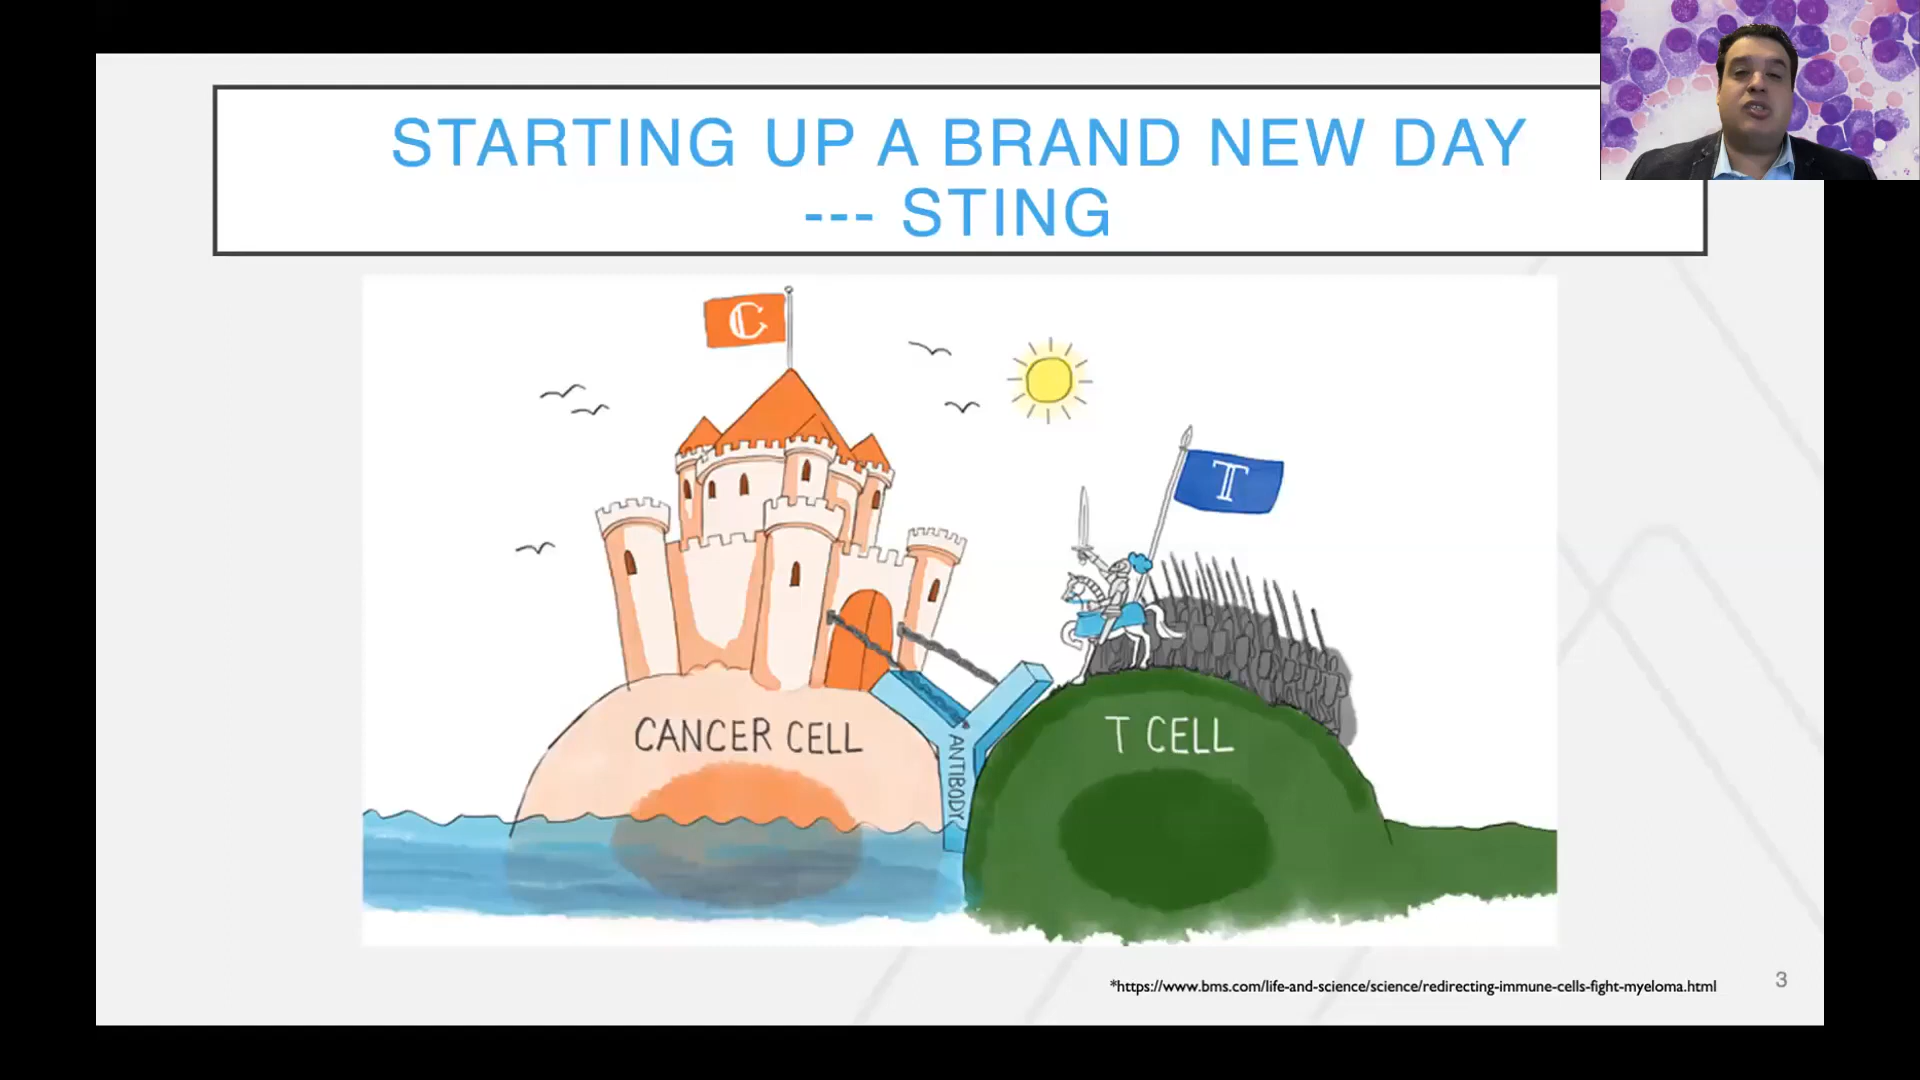 STARTING UP A BRAND NEW DAY
--- STING
C
T
CANCER CELL
T CELL
ANTIBODY
*https://www.bms.com/life-and-science/science/redirecting-immune-cells-fight-myeloma.html
3